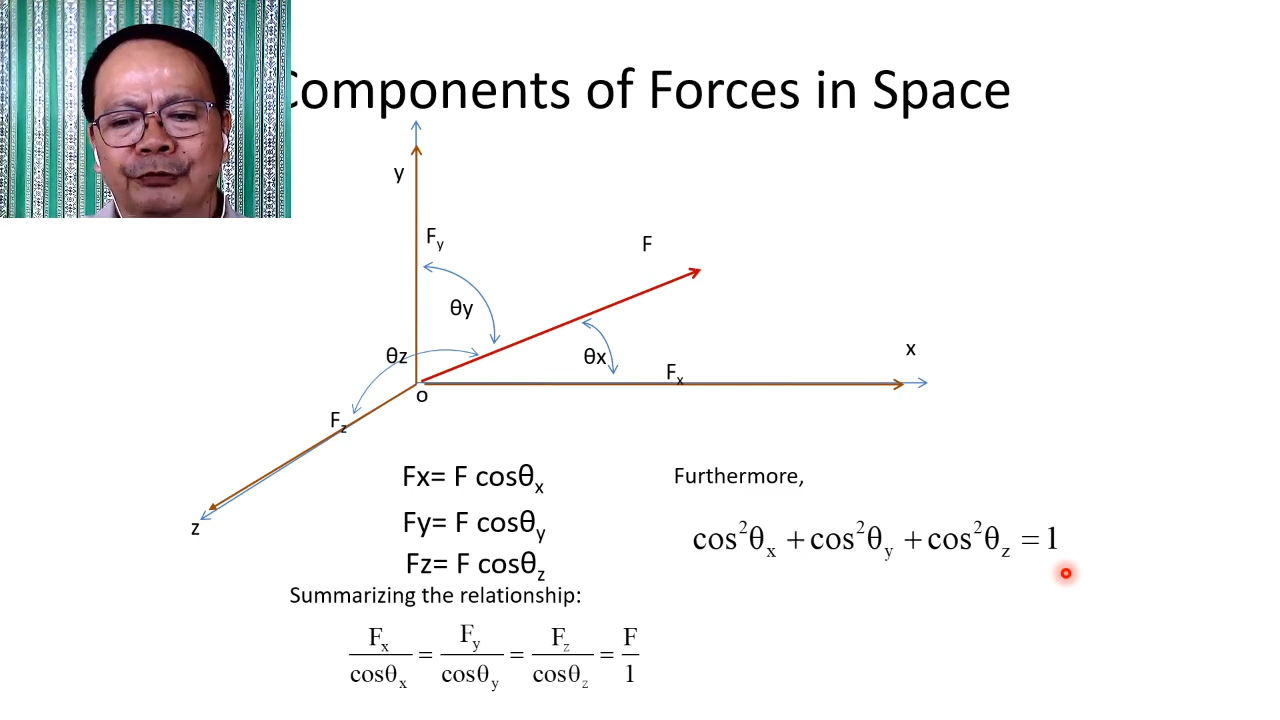 Components of Forces in Space
y
F_y
F
θy
θz
θx
x
F_x
o
F_z
z
Fx= F cosθ_x
Furthermore,
Fy= F cosθ_y
cos²θ_x + cos²θ_y + cos²θ_z = 1
Fz= F cosθ_z
Summarizing the relationship:
F_x/cosθ_x = F_y/cosθ_y = F_z/cosθ_z = F/1